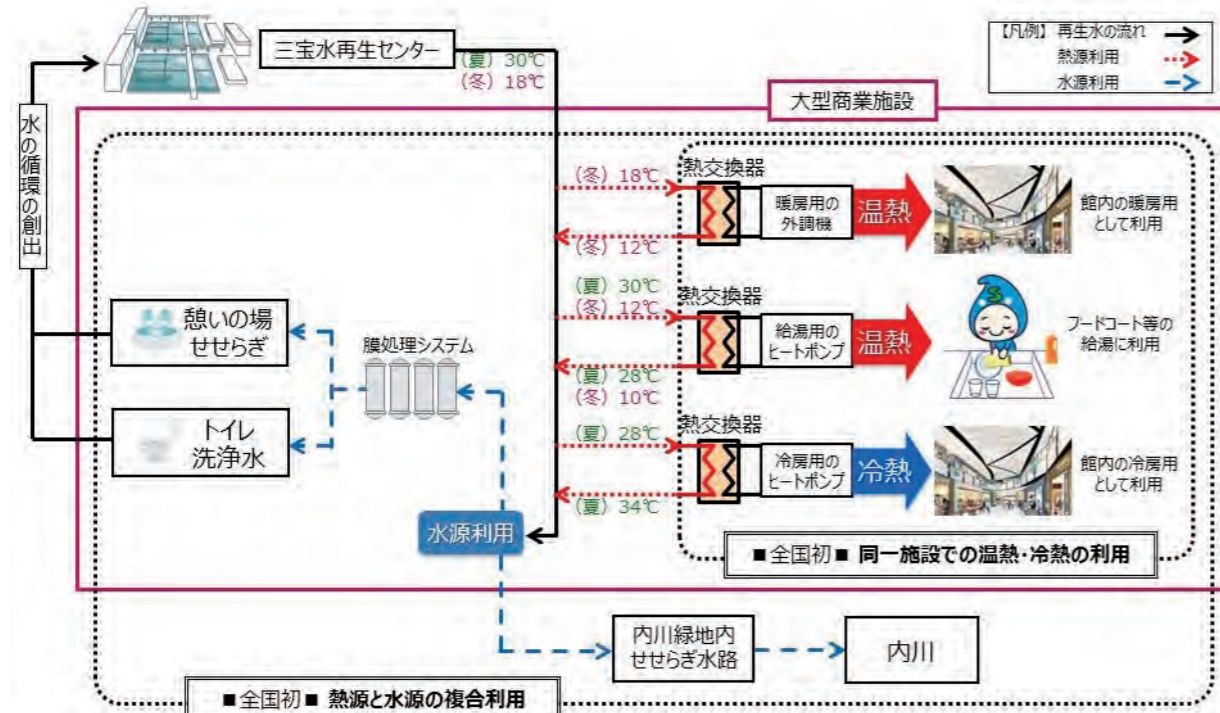 三宝水再生センター
(夏) 30℃
(冬) 18℃
【凡例】 再生水の流れ
熱源利用
水源利用
大型商業施設
水の循環の創出
(冬) 18℃
熱交換器
暖房用の
外調機
温熱
館内の暖房用
として利用
(冬) 12℃
(夏) 30℃
(冬) 12℃
熱交換器
給湯用の
ヒートポンプ
温熱
S
フードコート等の
給湯に利用
(夏) 28℃
(冬) 10℃
憩いの場
せせらぎ
膜処理システム
トイレ
洗浄水
(夏) 28℃
熱交換器
冷房用の
ヒートポンプ
冷熱
館内の冷房用
として利用
(夏) 34℃
水源利用
■全国初■ 同一施設での温熱・冷熱の利用
内川緑地内
せせらぎ水路
内川
■全国初■ 熱源と水源の複合利用